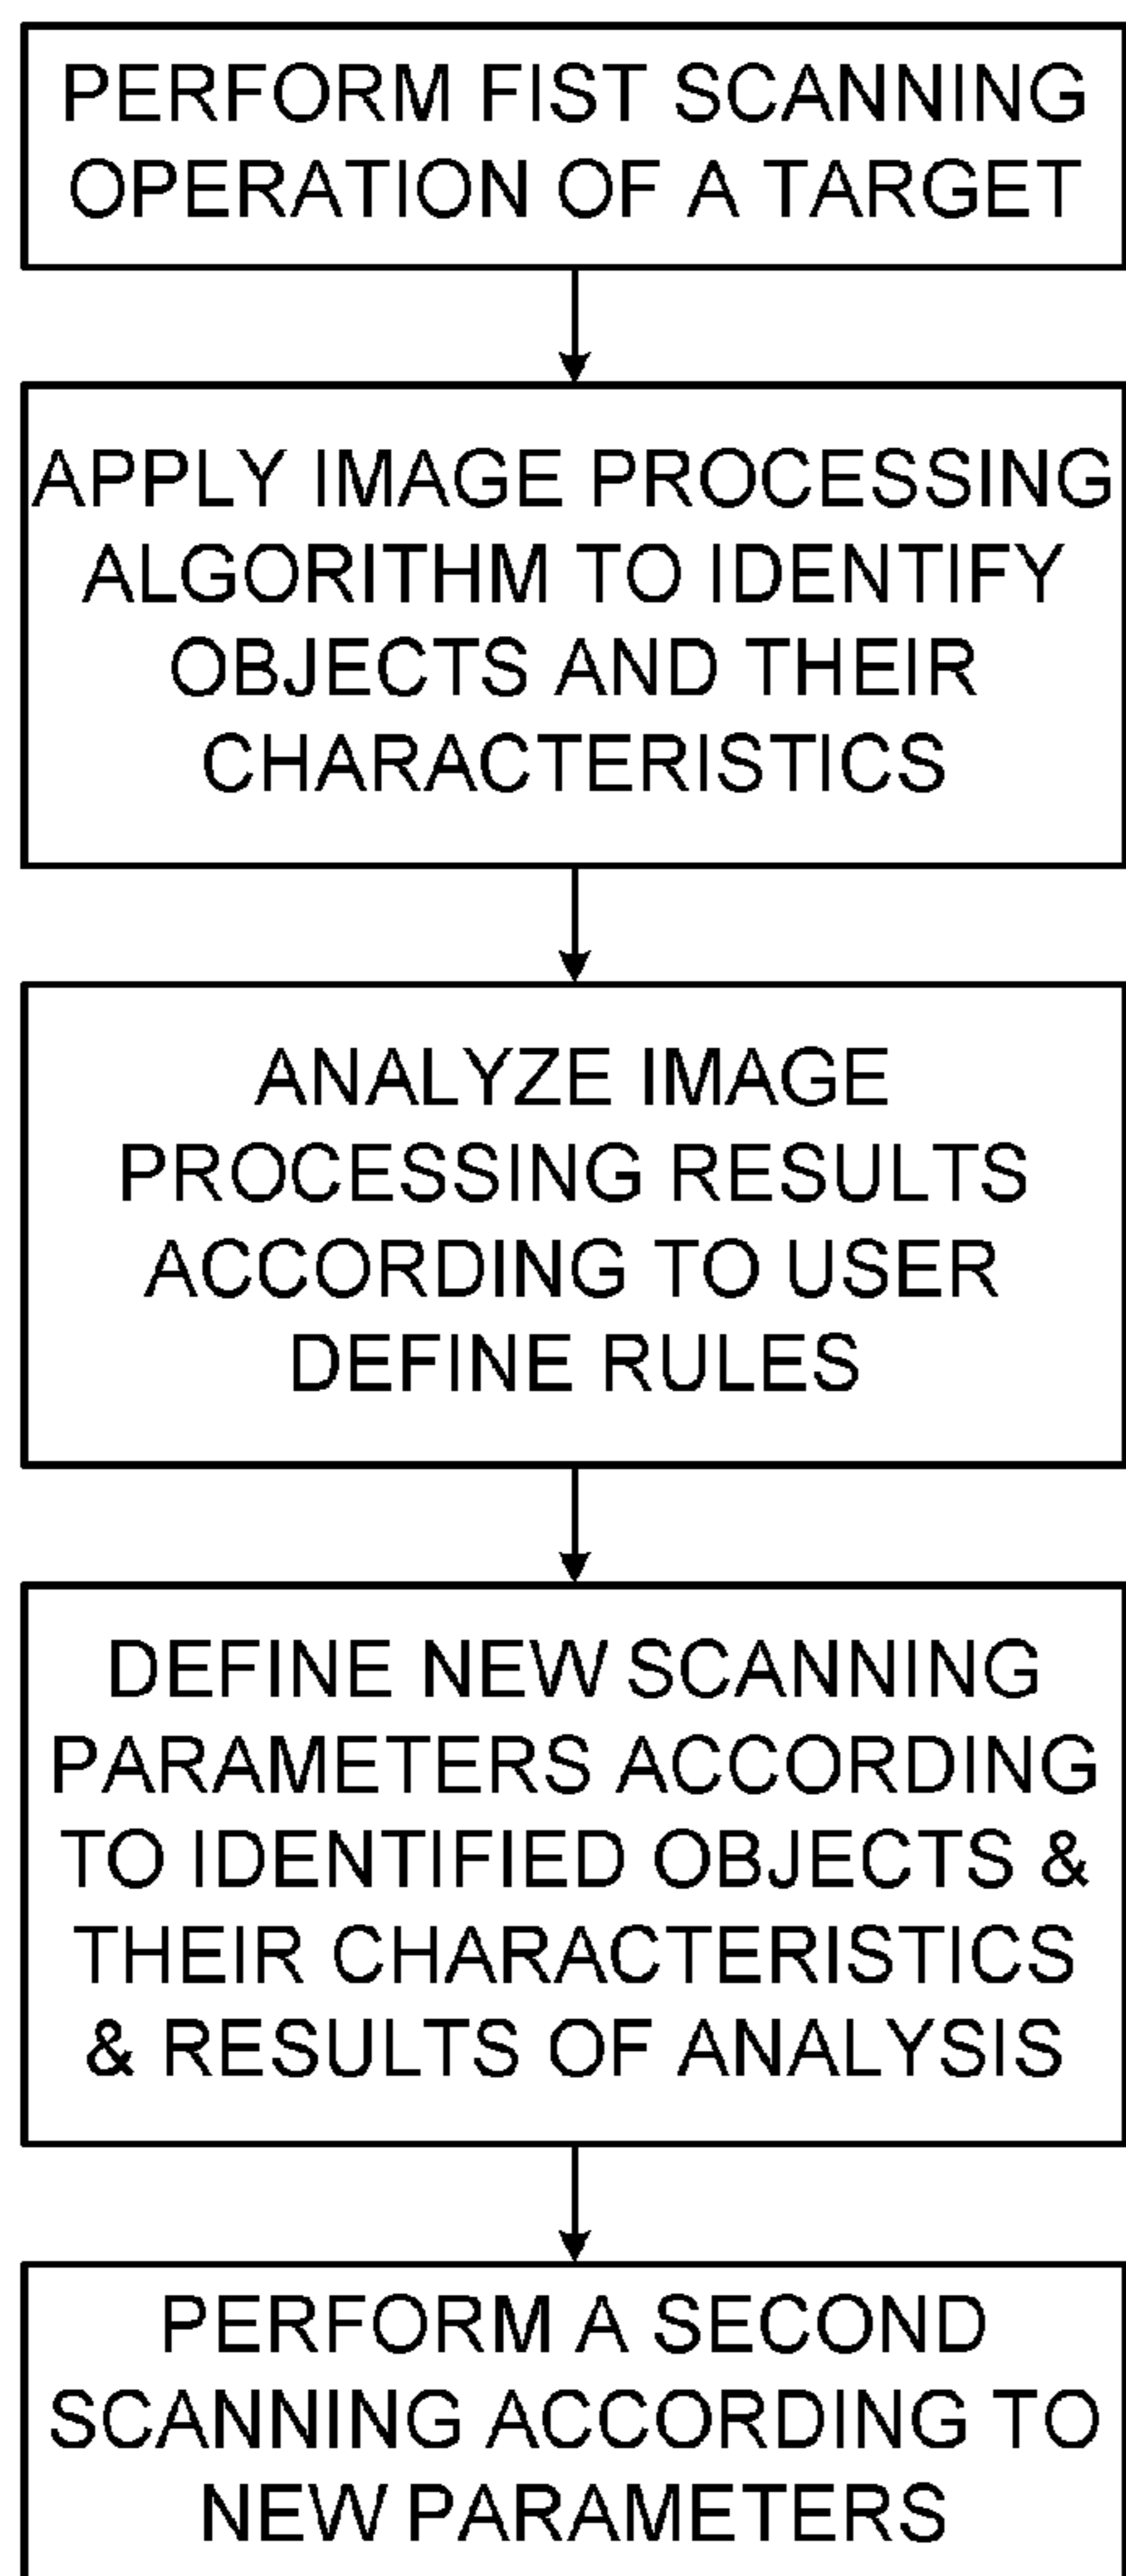 PERFORM FIST SCANNING
OPERATION OF A TARGET
APPLY IMAGE PROCESSING
ALGORITHM TO IDENTIFY
OBJECTS AND THEIR
CHARACTERISTICS
ANALYZE IMAGE
PROCESSING RESULTS
ACCORDING TO USER
DEFINE RULES
DEFINE NEW SCANNING
PARAMETERS ACCORDING
TO IDENTIFIED OBJECTS &
THEIR CHARACTERISTICS
& RESULTS OF ANALYSIS
PERFORM A SECOND
SCANNING ACCORDING TO
NEW PARAMETERS